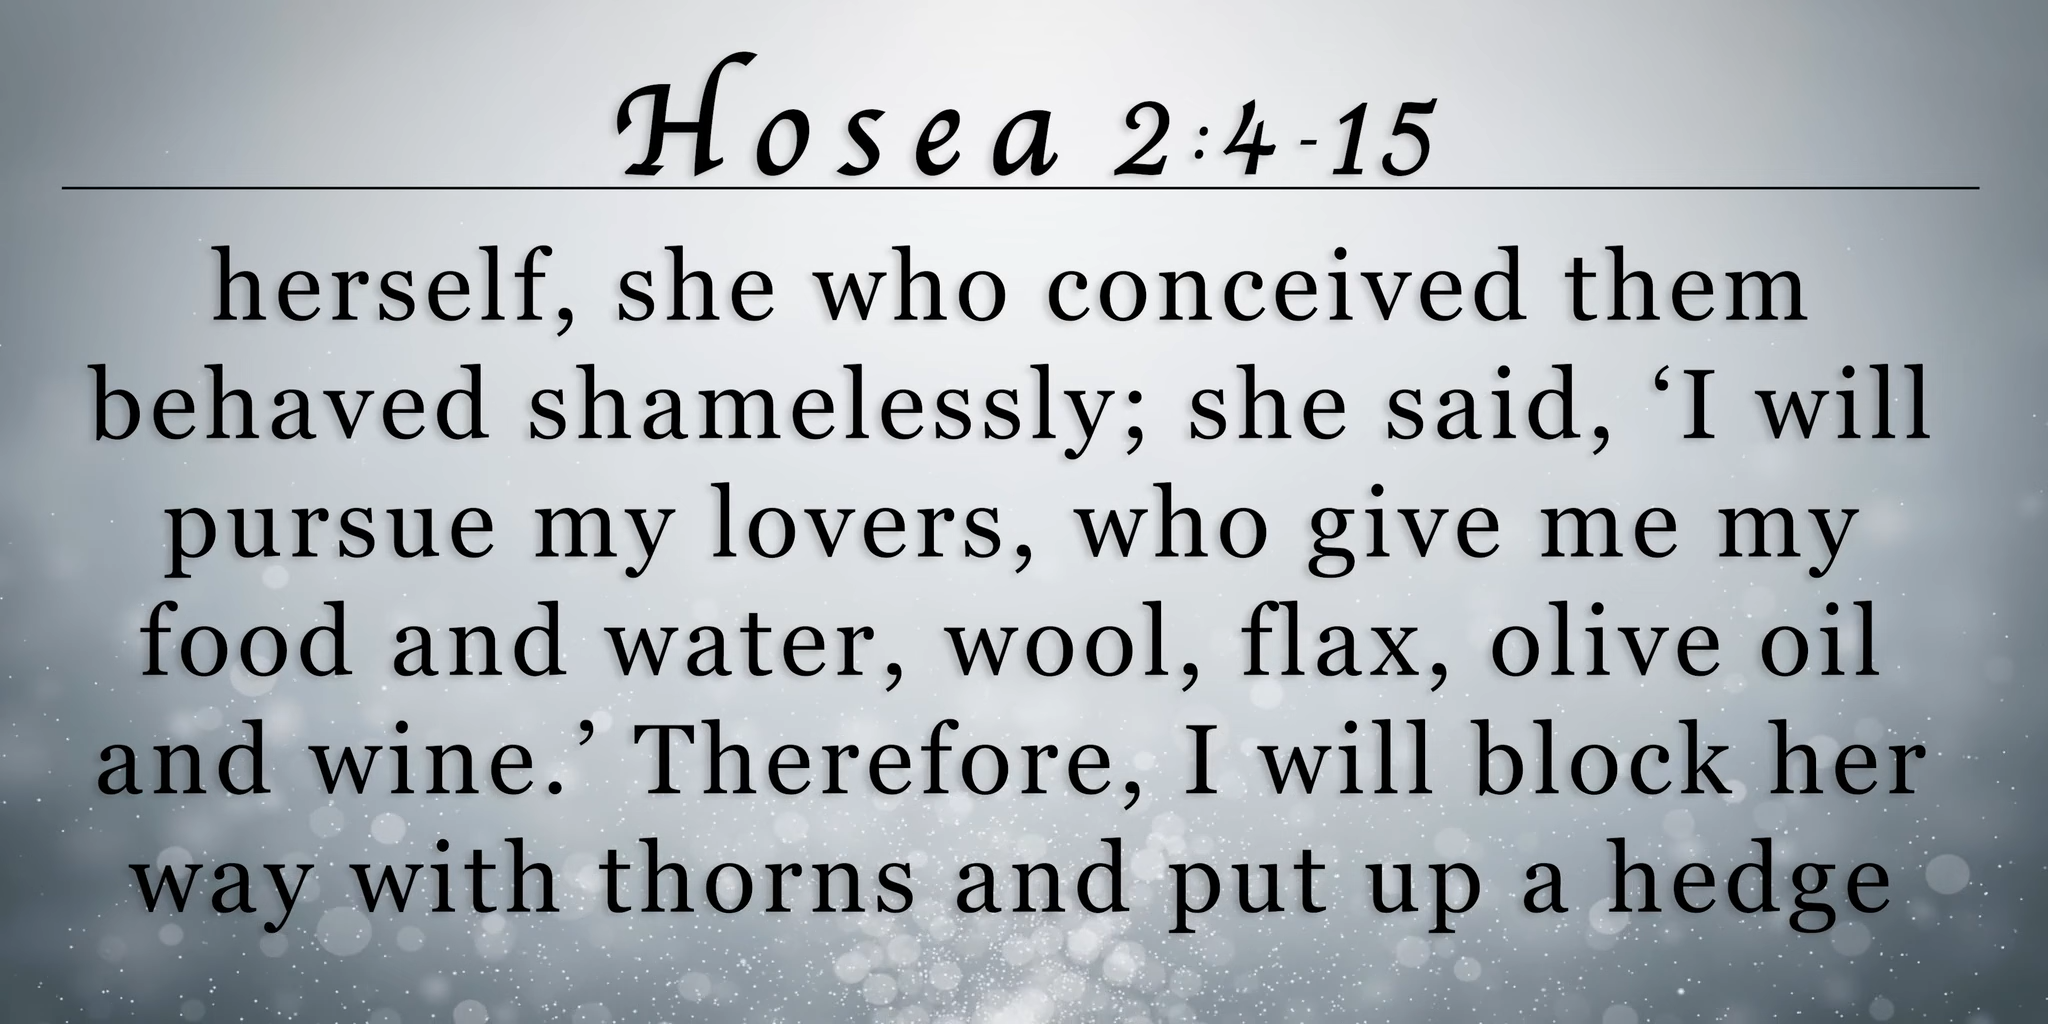 Hosea 2:4-15
herself, she who conceived them
behaved shamelessly; she said, ‘I will
pursue my lovers, who give me my
food and water, wool, flax, olive oil
and wine.’ Therefore, I will block her
way with thorns and put up a hedge